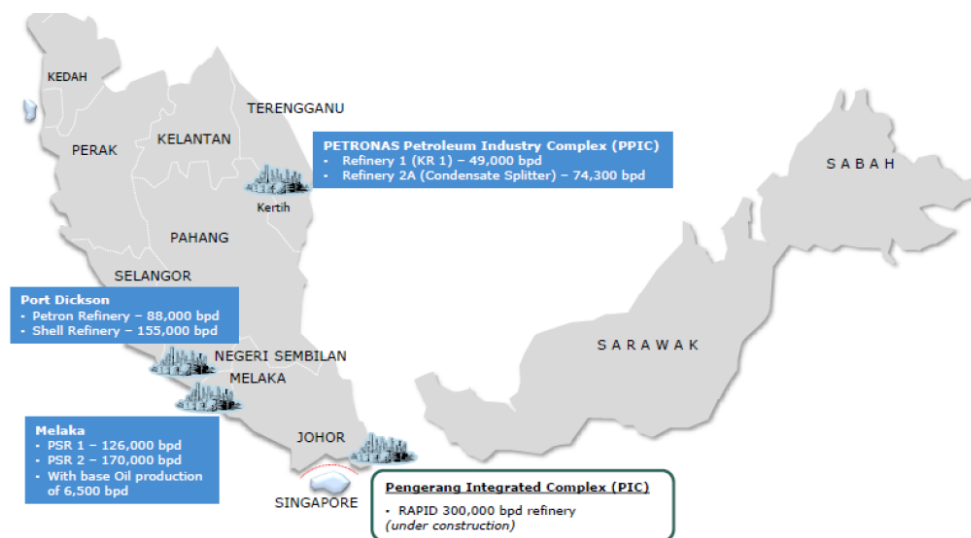 KEDAH
TERENGGANU
KELANTAN
PERAK
PETRONAS Petroleum Industry Complex (PPIC)
• Refinery 1 (KR 1) – 49,000 bpd
• Refinery 2A (Condensate Splitter) – 74,300 bpd
SABAH
Kertih
PAHANG
SELANGOR
Port Dickson
• Petron Refinery – 88,000 bpd
• Shell Refinery – 155,000 bpd
SARAWAK
NEGERI SEMBILAN
MELAKA
Melaka
• PSR 1 – 126,000 bpd
• PSR 2 – 170,000 bpd
• With base Oil production
of 6,500 bpd
JOHOR
SINGAPORE
Pengerang Integrated Complex (PIC)
• RAPID 300,000 bpd refinery
(under construction)